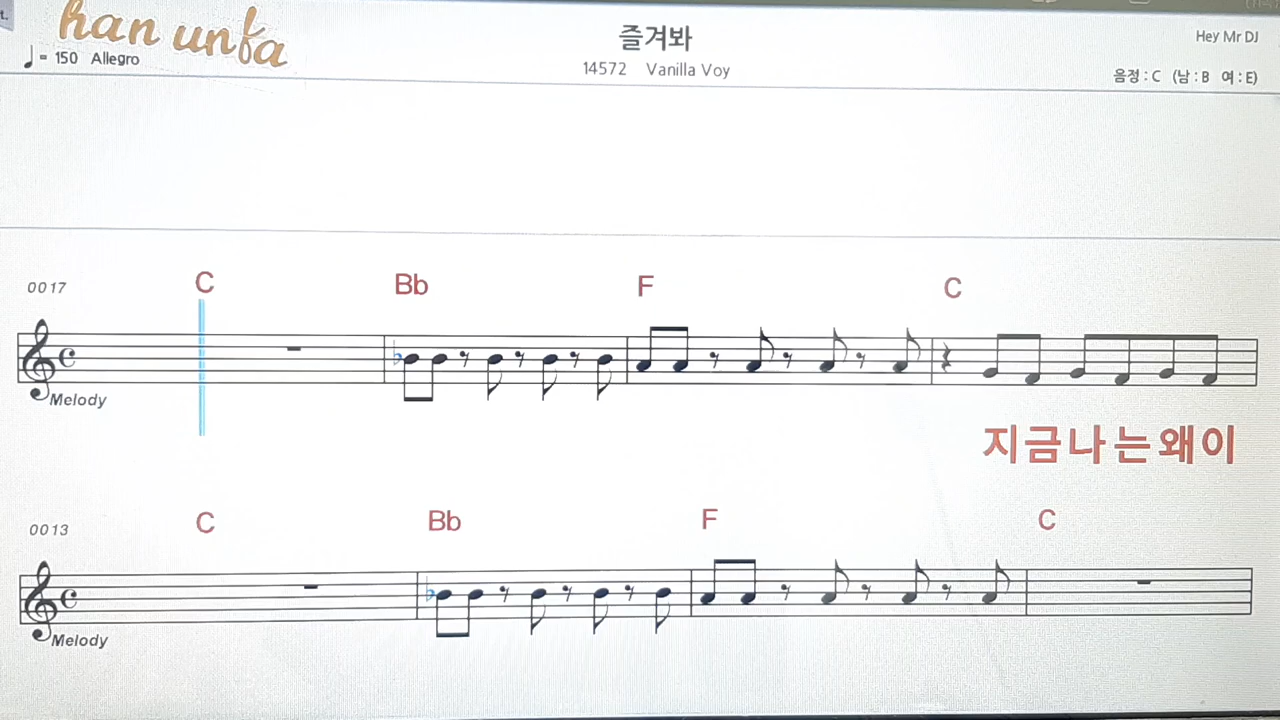 han unfa
즐겨봐
Hey Mr DJ
♩ = 150 Allegro
14572 Vanilla Voy
음정 : C (남 : B 여 : E)
0017 C Bb F C
Melody
지금나는왜이
0013 C Bb F C
Melody